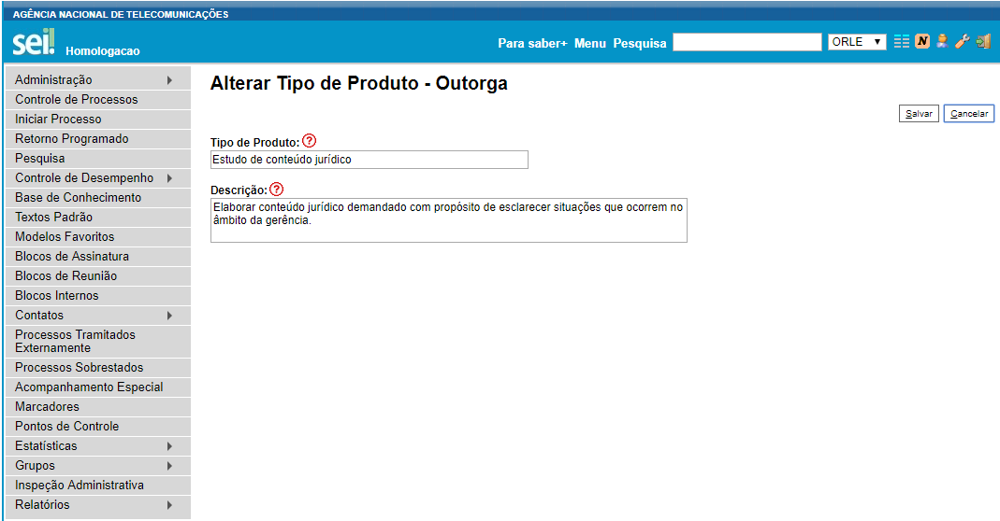 AGÊNCIA NACIONAL DE TELECOMUNICAÇÕES
sei! Homologacao
Para saber+ Menu Pesquisa ORLE N
Administração
Controle de Processos
Iniciar Processo
Retorno Programado
Pesquisa
Controle de Desempenho
Base de Conhecimento
Textos Padrão
Modelos Favoritos
Blocos de Assinatura
Blocos de Reunião
Blocos Internos
Contatos
Processos Tramitados
Externamente
Processos Sobrestados
Acompanhamento Especial
Marcadores
Pontos de Controle
Estatísticas
Grupos
Inspeção Administrativa
Relatórios
Alterar Tipo de Produto - Outorga
Salvar Cancelar
Tipo de Produto: ?
Estudo de conteúdo jurídico
Descrição: ?
Elaborar conteúdo jurídico demandado com propósito de esclarecer situações que ocorrem no
âmbito da gerência.